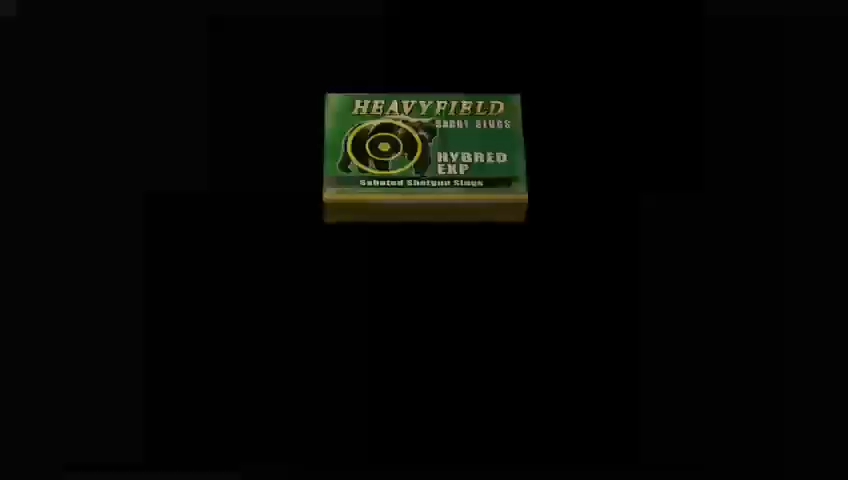 HEAVYFIELD
SABOT SLUGS
HYBRED
EXP
Saboted Shotgun Slugs